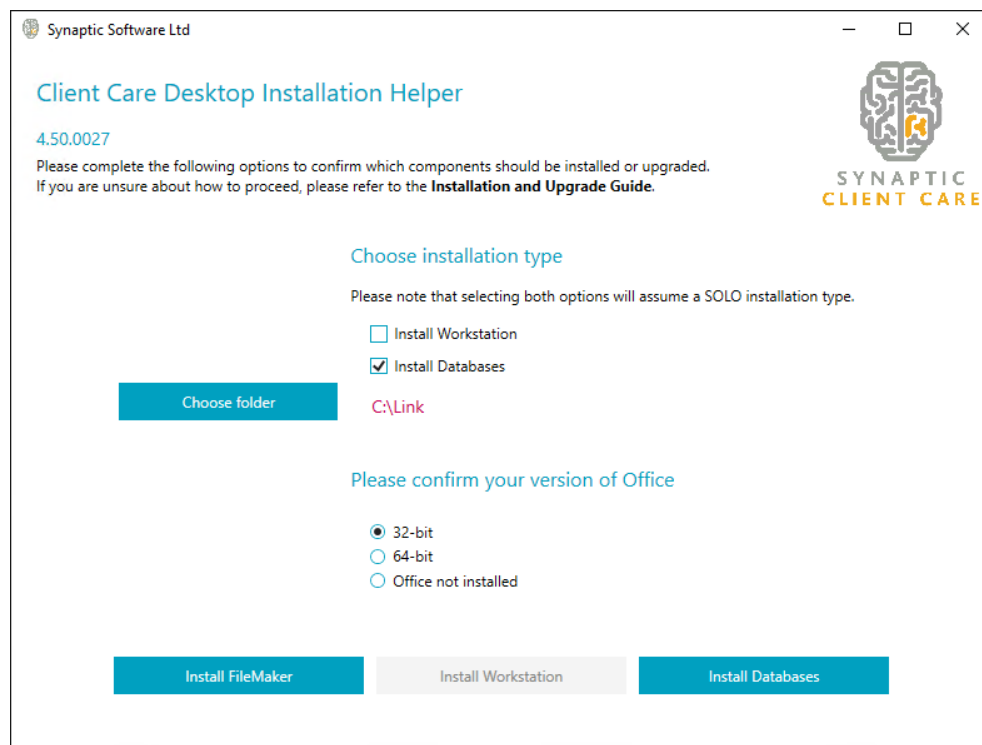 Synaptic Software Ltd
Client Care Desktop Installation Helper
4.50.0027
Please complete the following options to confirm which components should be installed or upgraded.
If you are unsure about how to proceed, please refer to the Installation and Upgrade Guide.
SYNAPTIC
CLIENT CARE
Choose installation type
Please note that selecting both options will assume a SOLO installation type.
Install Workstation
Install Databases
Choose folder
C:\Link
Please confirm your version of Office
32-bit
64-bit
Office not installed
Install FileMaker
Install Workstation
Install Databases